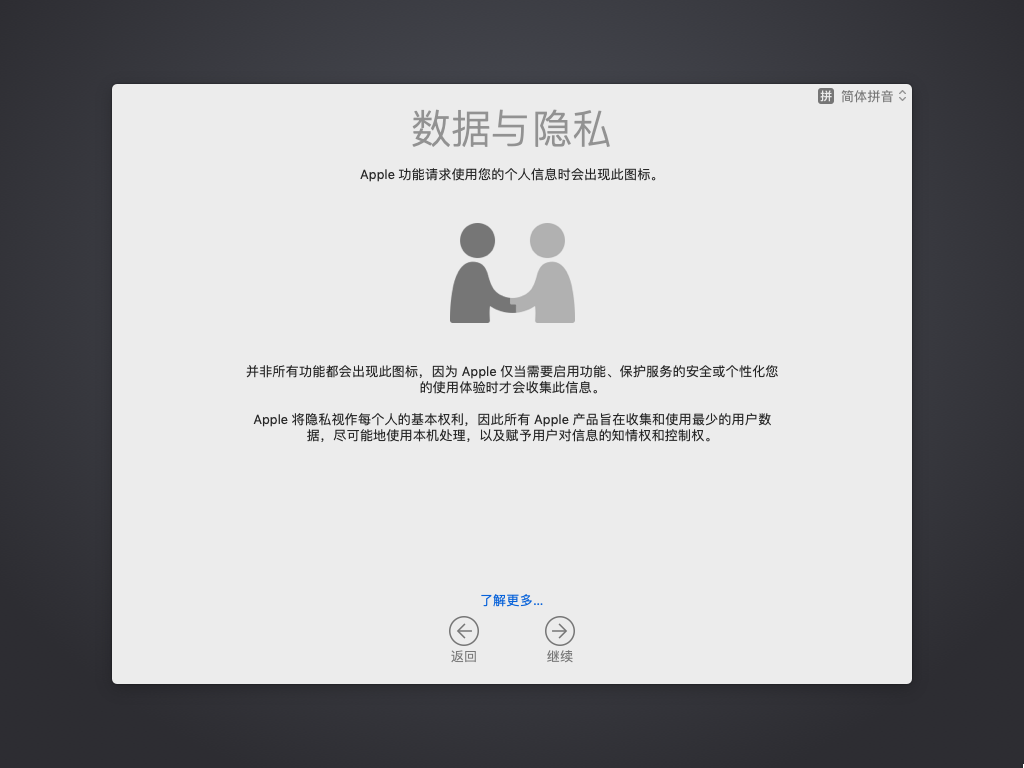 拼 简体拼音
数据与隐私
Apple 功能请求使用您的个人信息时会出现此图标。
并非所有功能都会出现此图标，因为 Apple 仅当需要启用功能、保护服务的安全或个性化您
的使用体验时才会收集此信息。
Apple 将隐私视作每个人的基本权利，因此所有 Apple 产品旨在收集和使用最少的用户数
据，尽可能地使用本机处理，以及赋予用户对信息的知情权和控制权。
了解更多...
返回
继续